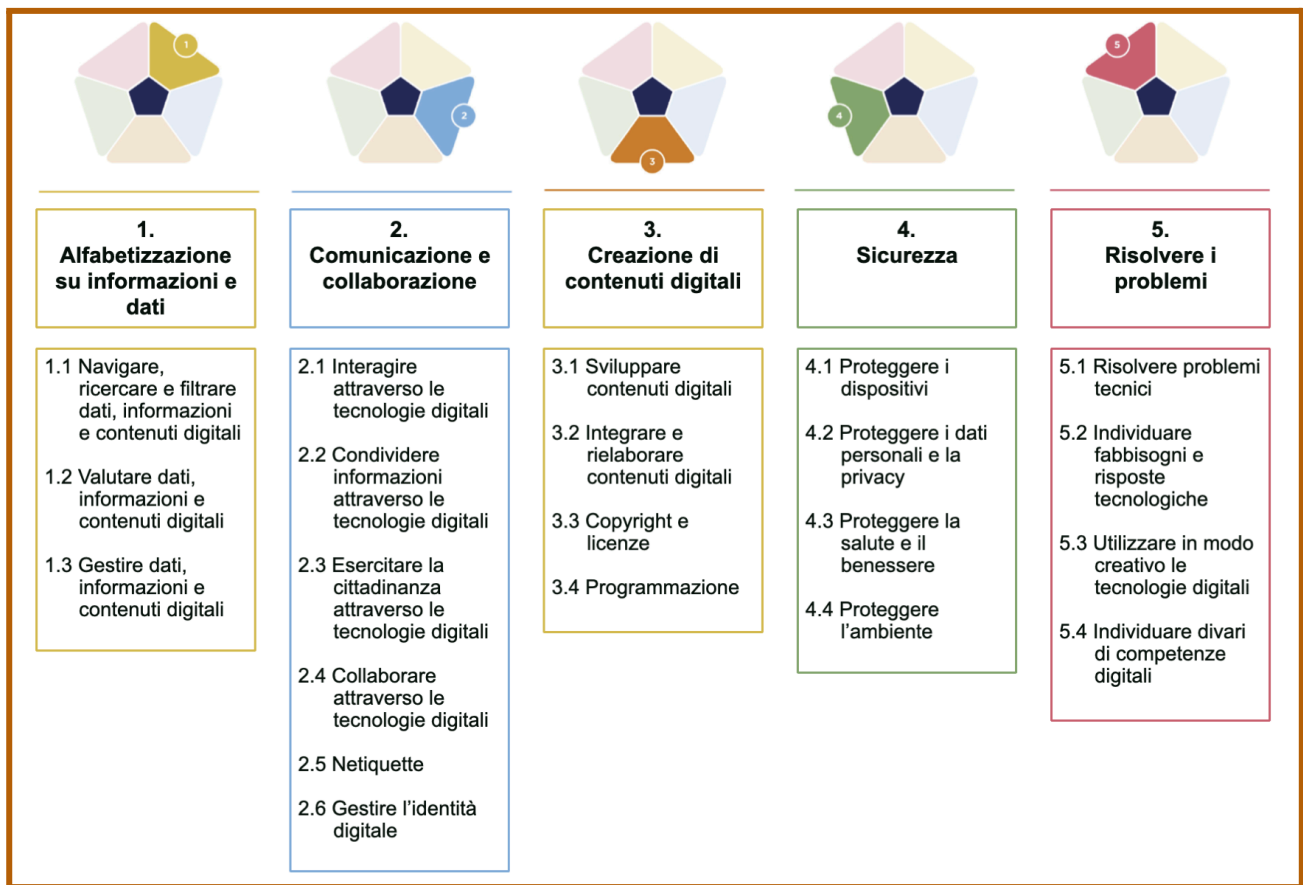 1
2
3
4
5
1.
Alfabetizzazione
su informazioni e
dati
2.
Comunicazione e
collaborazione
3.
Creazione di
contenuti digitali
4.
Sicurezza
5.
Risolvere i
problemi
1.1 Navigare,
ricercare e filtrare
dati, informazioni
e contenuti digitali
1.2 Valutare dati,
informazioni e
contenuti digitali
1.3 Gestire dati,
informazioni e
contenuti digitali
2.1 Interagire
attraverso le
tecnologie digitali
2.2 Condividere
informazioni
attraverso le
tecnologie digitali
2.3 Esercitare la
cittadinanza
attraverso le
tecnologie digitali
2.4 Collaborare
attraverso le
tecnologie digitali
2.5 Netiquette
2.6 Gestire l’identità
digitale
3.1 Sviluppare
contenuti digitali
3.2 Integrare e
rielaborare
contenuti digitali
3.3 Copyright e
licenze
3.4 Programmazione
4.1 Proteggere i
dispositivi
4.2 Proteggere i dati
personali e la
privacy
4.3 Proteggere la
salute e il
benessere
4.4 Proteggere
l’ambiente
5.1 Risolvere problemi
tecnici
5.2 Individuare
fabbisogni e
risposte
tecnologiche
5.3 Utilizzare in modo
creativo le
tecnologie digitali
5.4 Individuare divari
di competenze
digitali